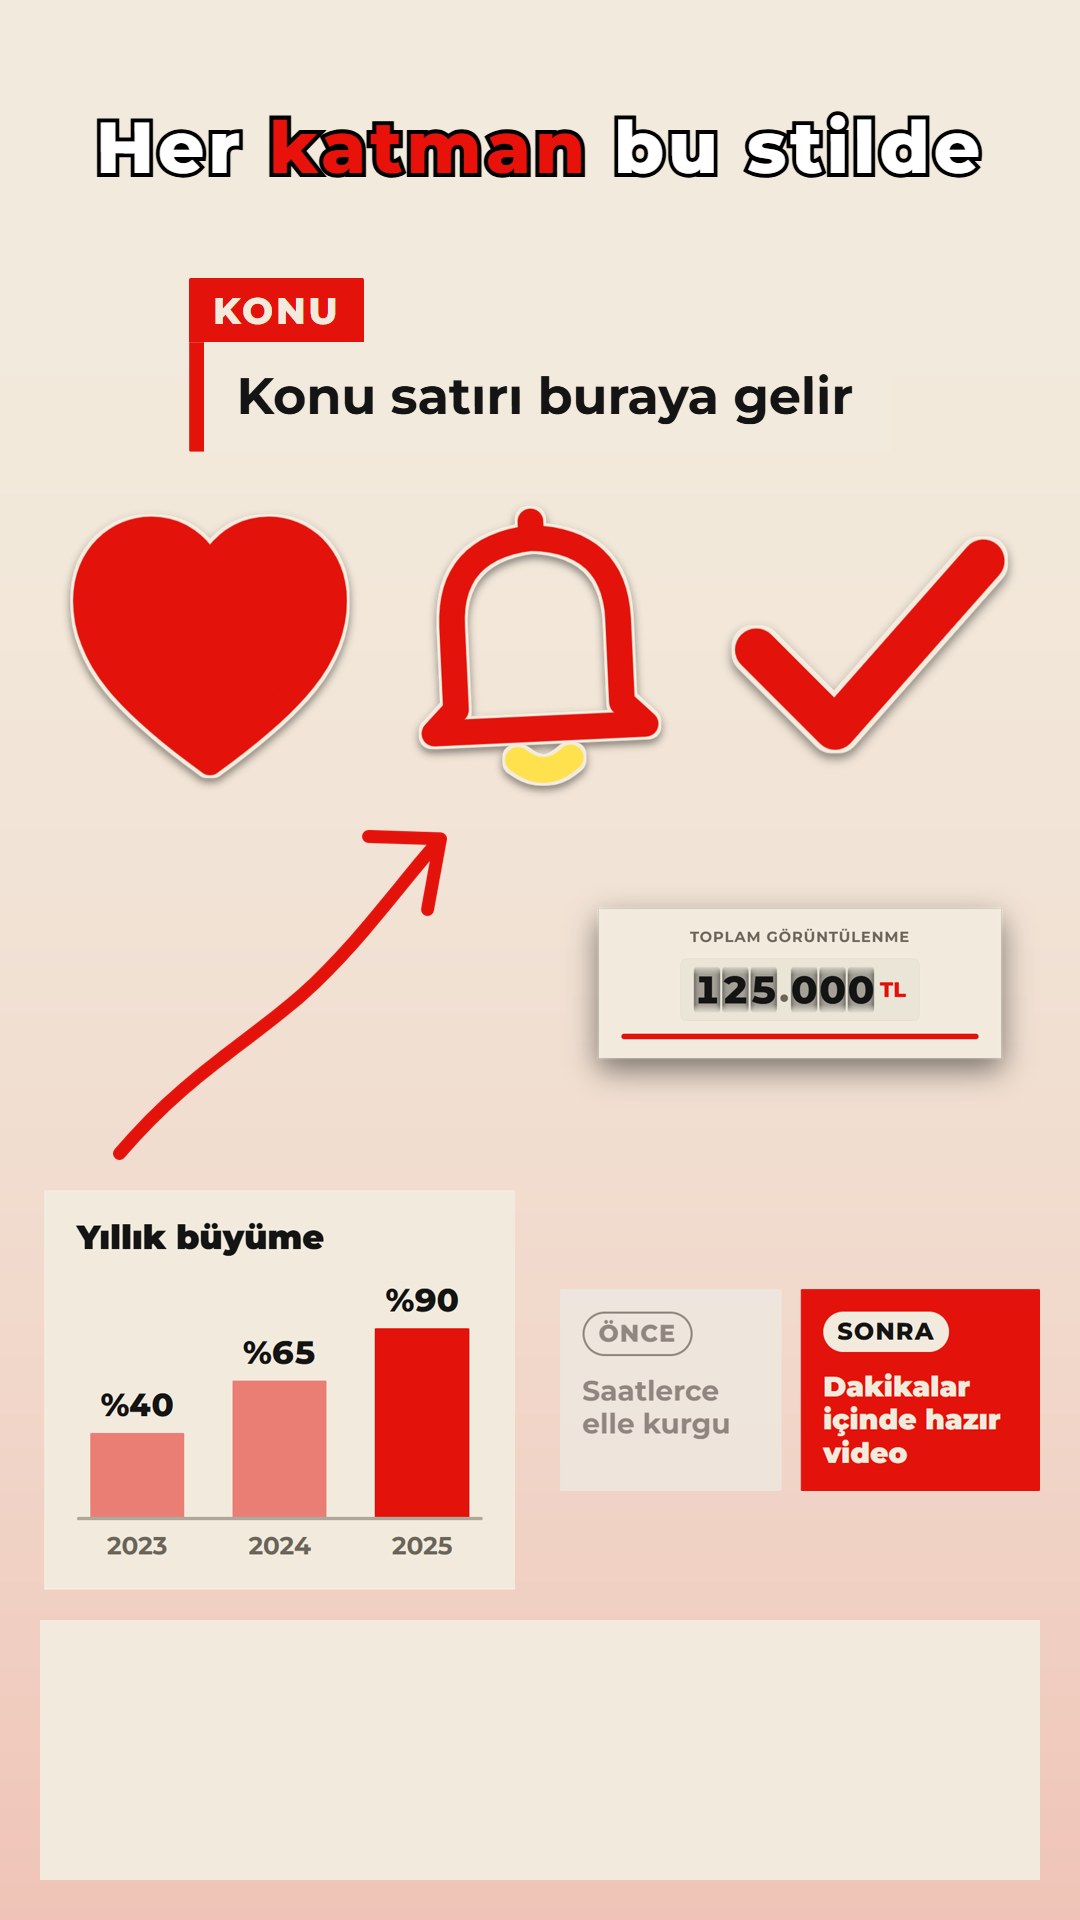 Her katman bu stilde
KONU
Konu satırı buraya gelir
TOPLAM GÖRÜNTÜLENME
125.000 TL
Yıllık büyüme
%40
%65
%90
2023
2024
2025
ÖNCE
Saatlerce
elle kurgu
SONRA
Dakikalar
içinde hazır
video